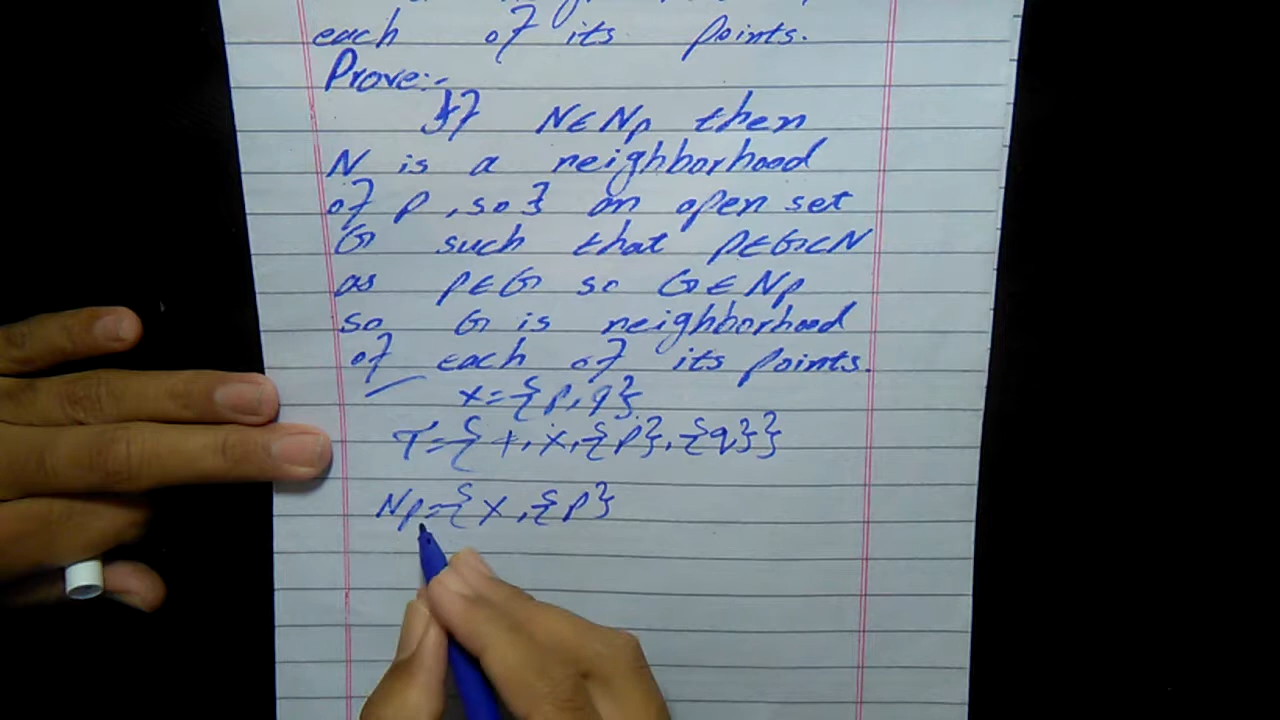 each of its points.
Prove:-
If N∈Np then
N is a neighborhood
of p, so ∃ an open set
G such that p∈G⊂N
as p∈G so G∈Np
so G is neighborhood
of each of its points.
x={p,q}
τ={ϕ,x,{p},{q}}
Np={x,{p}